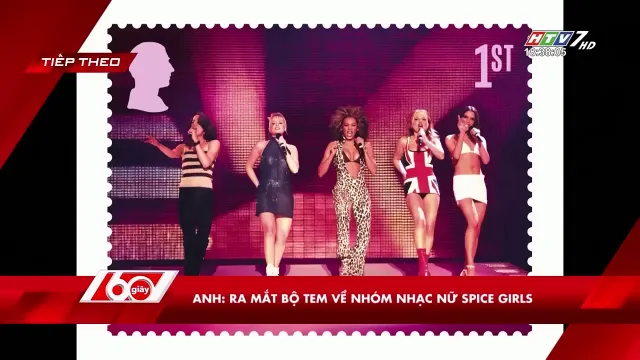 TIẾP THEO
HTV7 HD
18:38:05
1ST
60 giây
ANH: RA MẮT BỘ TEM VỀ NHÓM NHẠC NỮ SPICE GIRLS